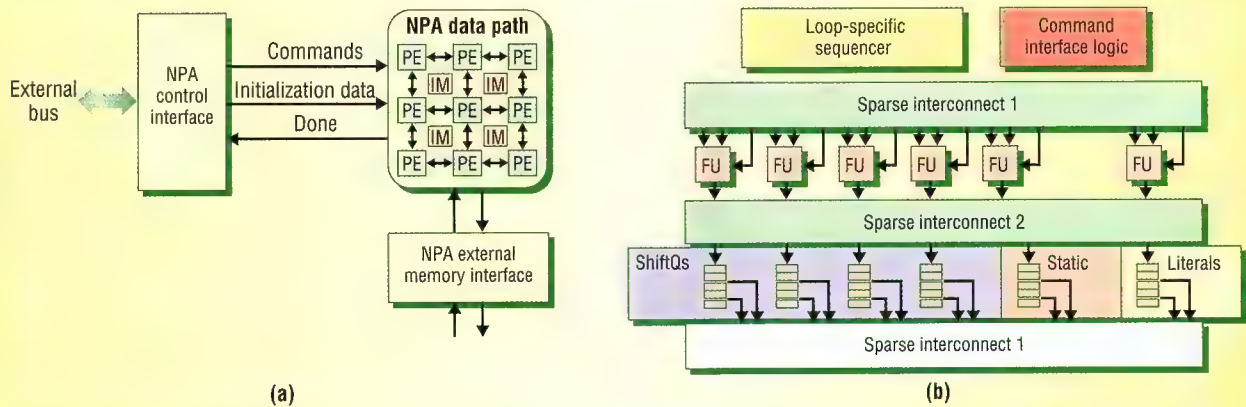 External
bus
NPA
control
interface
Commands
Initialization data
Done
NPA data path
PE PE PE
IM IM
PE PE PE
IM IM
PE PE PE
NPA external
memory interface
(a)
Loop-specific
sequencer
Command
interface logic
Sparse interconnect 1
FU FU FU FU FU FU
Sparse interconnect 2
ShiftQs
Static
Literals
Sparse interconnect 1
(b)